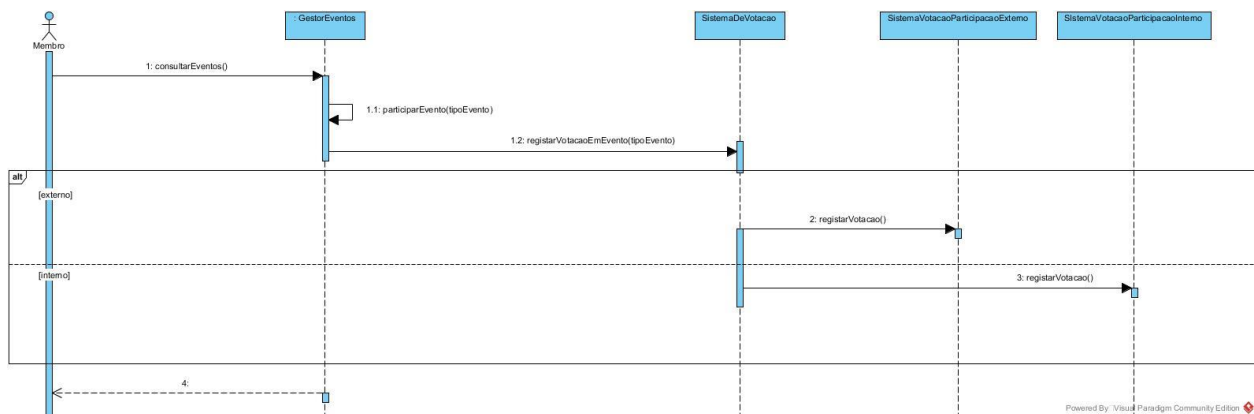 : GestorEventos
SistemaDeVotacao
SistemaVotacaoParticipacaoExterno
SIstemaVotacaoParticipacaoInterno
Membro
1: consultarEventos()
1.1: participarEvento(tipoEvento)
1.2: registarVotacaoEmEvento(tipoEvento)
alt
[externo]
2: registarVotacao()
[interno]
3: registarVotacao()
4:
Powered By Visual Paradigm Community Edition